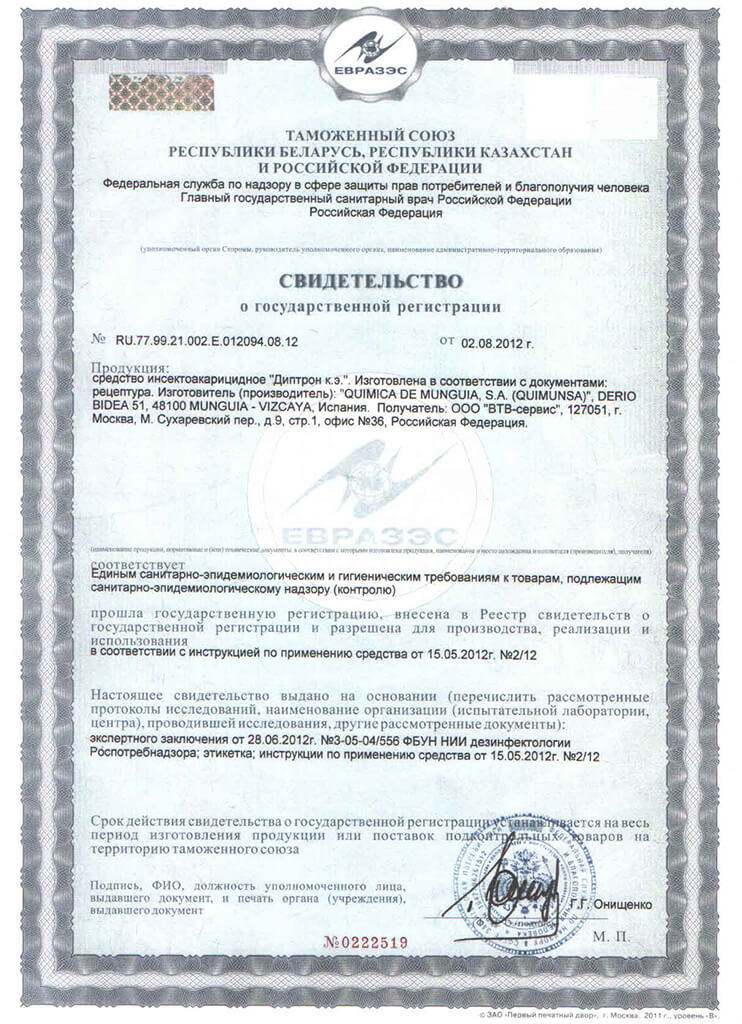 ЕВРАЗЭС
ТАМОЖЕННЫЙ СОЮЗ
РЕСПУБЛИКИ БЕЛАРУСЬ, РЕСПУБЛИКИ КАЗАХСТАН
И РОССИЙСКОЙ ФЕДЕРАЦИИ
Федеральная служба по надзору в сфере защиты прав потребителей и благополучия человека
Главный государственный санитарный врач Российской Федерации
Российская Федерация
(уполномоченный орган Стороны, руководитель уполномоченного органа, наименование административно-территориального образования)
СВИДЕТЕЛЬСТВО
о государственной регистрации
№ RU.77.99.21.002.Е.012094.08.12 от 02.08.2012 г.
Продукция:
средство инсектоакарицидное "Диптрон к.э.". Изготовлена в соответствии с документами:
рецептура. Изготовитель (производитель): "QUIMICA DE MUNGUIA, S.A. (QUIMUNSA)", DERIO
BIDEA 51, 48100 MUNGUIA - VIZCAYA, Испания. Получатель: ООО "ВТВ-сервис", 127051, г.
Москва, М. Сухаревский пер., д.9, стр.1, офис №36, Российская Федерация.
ЕВРАЗЭС
(наименование продукции, нормативные и (или) технические документы, в соответствии с которыми изготовлена продукция, наименование и место нахождения изготовителя (производителя), получателя)
соответствует
Единым санитарно-эпидемиологическим и гигиеническим требованиям к товарам, подлежащим
санитарно-эпидемиологическому надзору (контролю)
прошла государственную регистрацию, внесена в Реестр свидетельств о
государственной регистрации и разрешена для производства, реализации и
использования
в соответствии с инструкцией по применению средства от 15.05.2012г. №2/12
Настоящее свидетельство выдано на основании (перечислить рассмотренные
протоколы исследований, наименование организации (испытательной лаборатории,
центра), проводившей исследования, другие рассмотренные документы):
экспертного заключения от 28.06.2012г. №3-05-04/556 ФБУН НИИ дезинфектологии
Роспотребнадзора; этикетка; инструкции по применению средства от 15.05.2012г. №2/12
Срок действия свидетельства о государственной регистрации устанавливается на весь
период изготовления продукции или поставок подконтрольных товаров на
территорию таможенного союза
Подпись, ФИО, должность уполномоченного лица,
выдавшего документ, и печать органа (учреждения),
выдавшего документ
Г.Г. Онищенко
№0222519
М. П.
© ЗАО «Первый печатный двор», г. Москва, 2011 г., уровень «В».